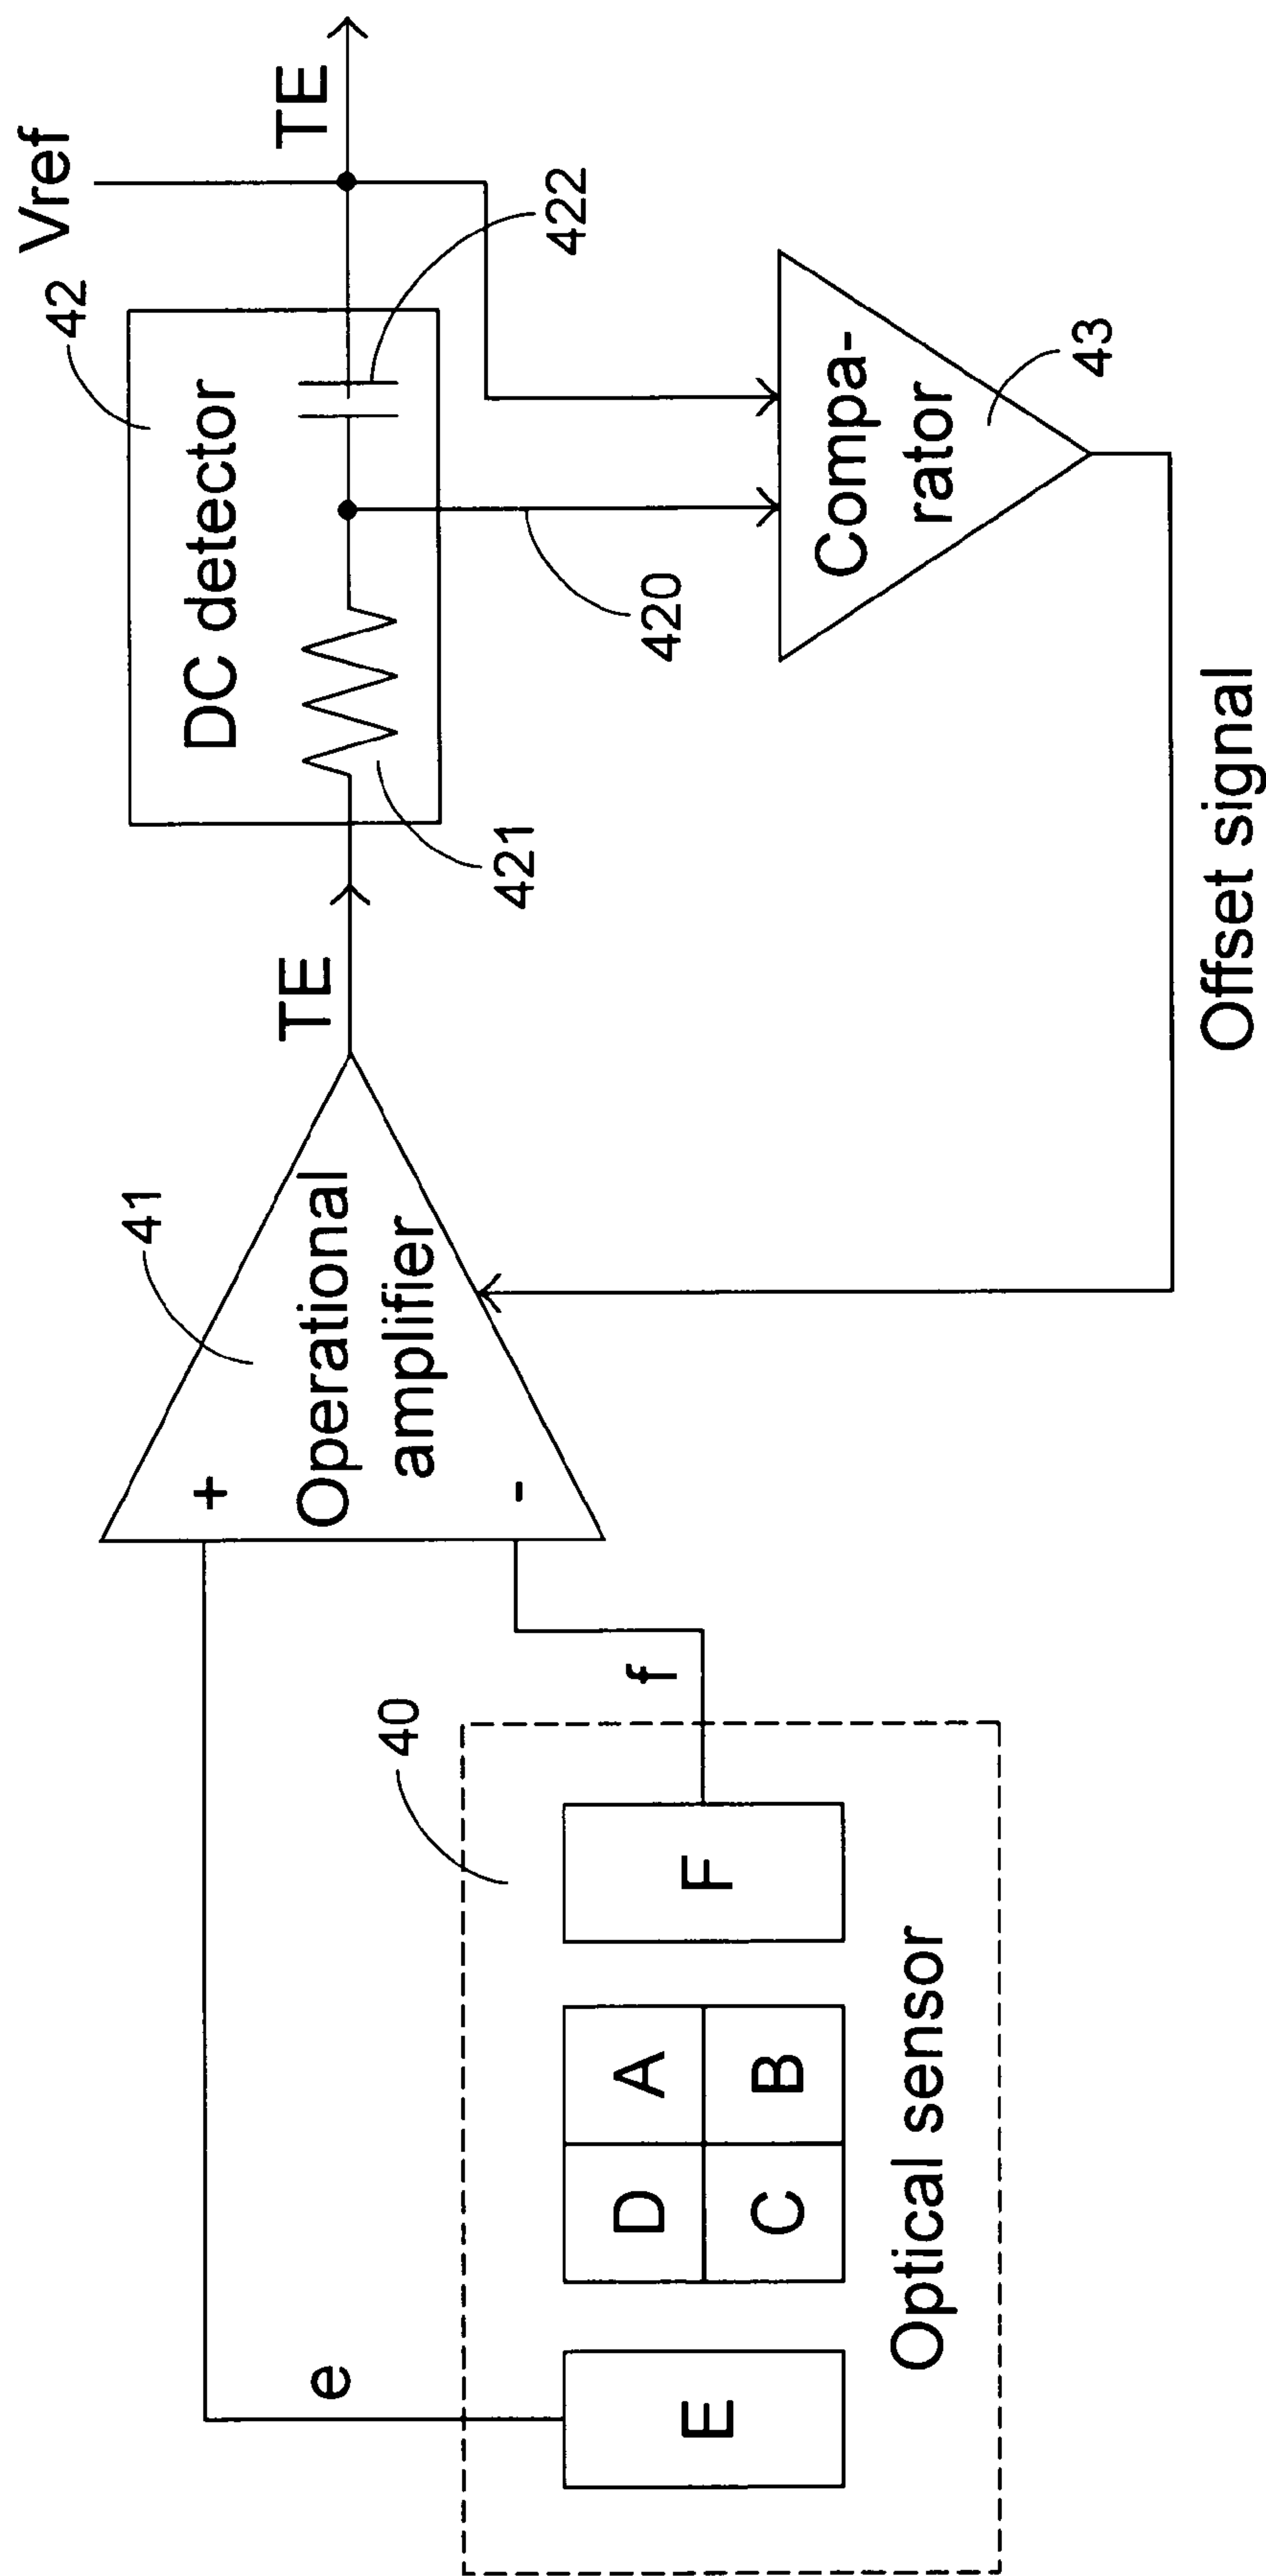 Vref
TE
42
DC detector
422
421
420
TE
41
+
Operational
amplifier
-
Compa-
rator
43
e
f
40
E
D
A
C
B
F
Optical sensor
Offset signal